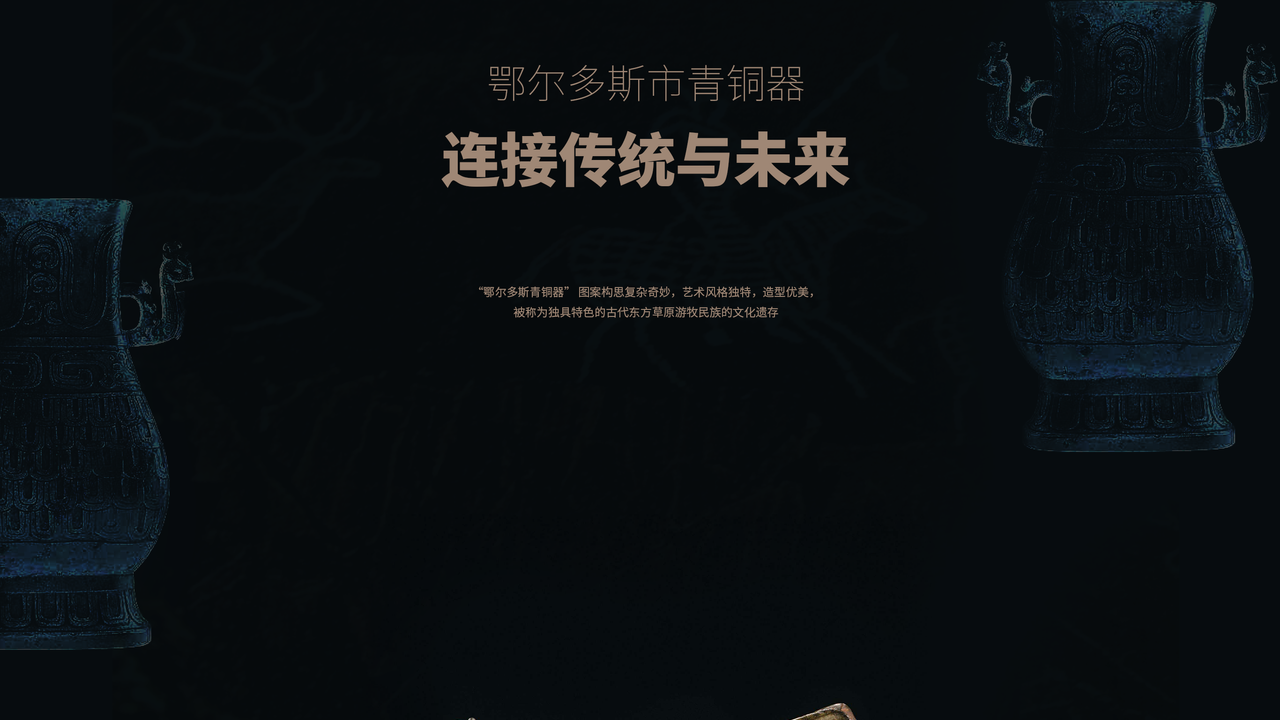 鄂尔多斯市青铜器
连接传统与未来
“鄂尔多斯青铜器” 图案构思复杂奇妙，艺术风格独特，造型优美，
被称为独具特色的古代东方草原游牧民族的文化遗存